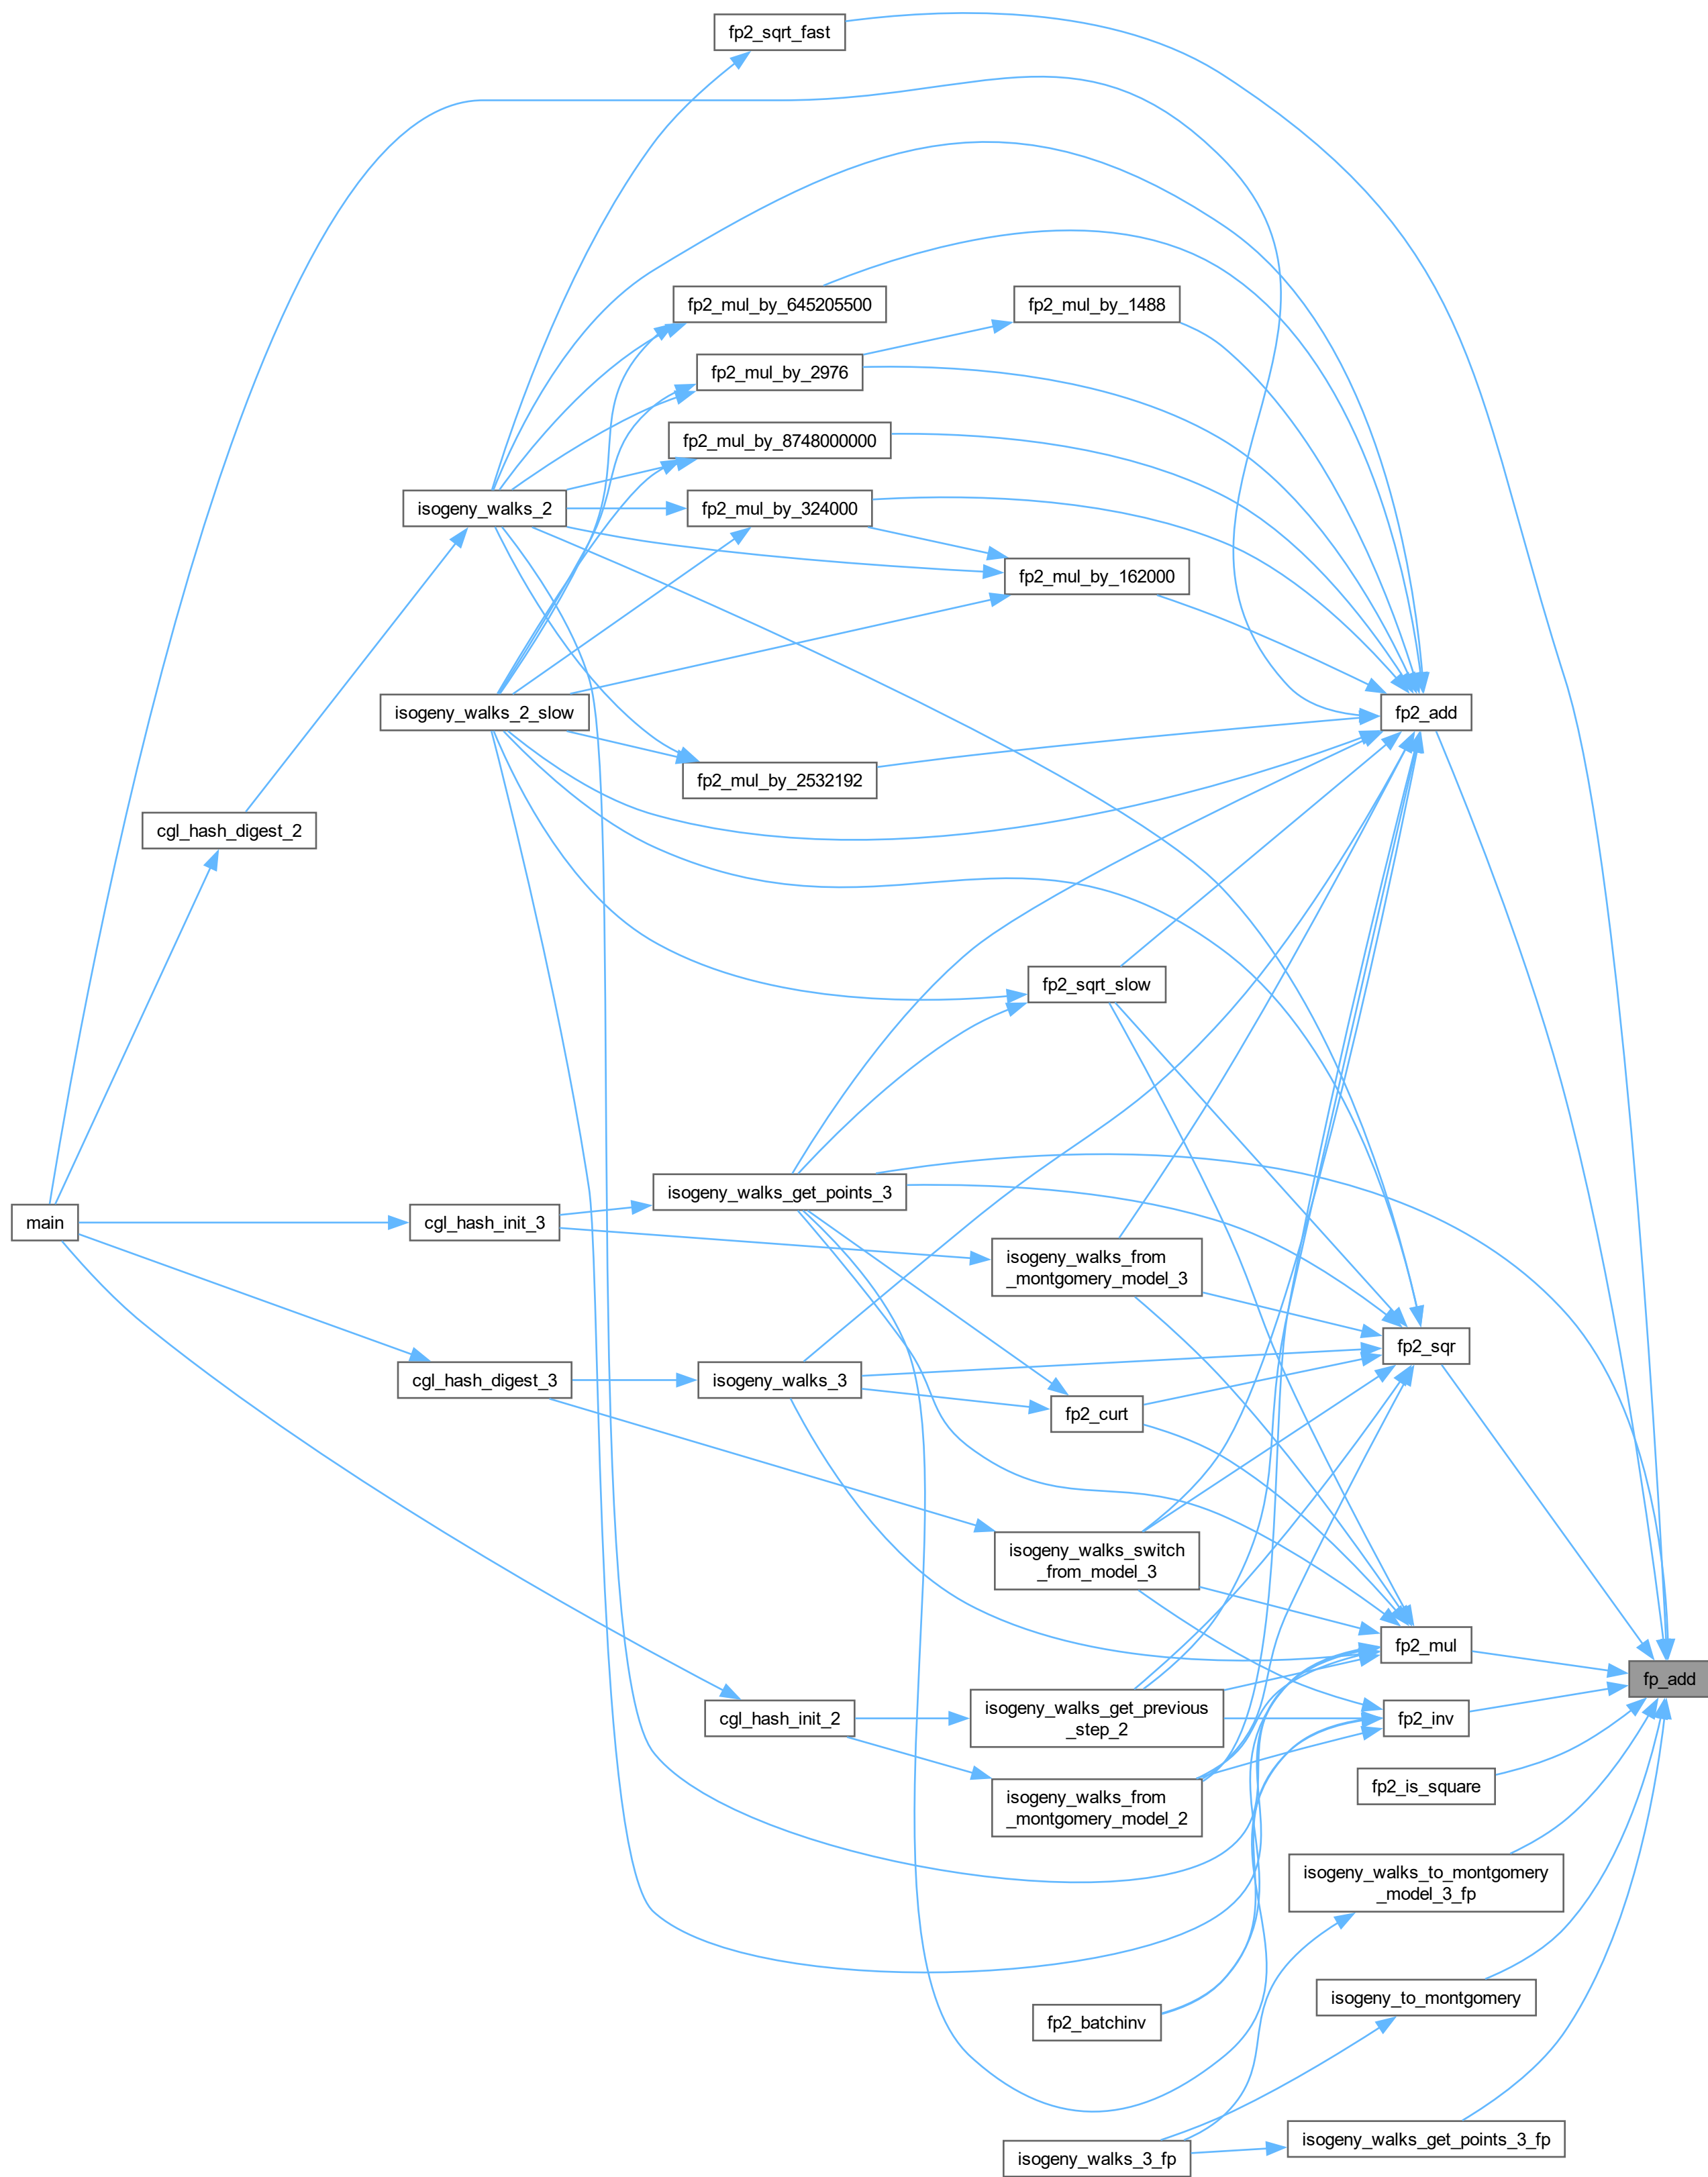 fp2_sqrt_fast
fp2_mul_by_645205500
fp2_mul_by_1488
fp2_mul_by_2976
fp2_mul_by_8748000000
isogeny_walks_2
fp2_mul_by_324000
fp2_mul_by_162000
isogeny_walks_2_slow
fp2_add
fp2_mul_by_2532192
cgl_hash_digest_2
fp2_sqrt_slow
isogeny_walks_get_points_3
main
cgl_hash_init_3
isogeny_walks_from
_montgomery_model_3
fp2_sqr
cgl_hash_digest_3
isogeny_walks_3
fp2_curt
isogeny_walks_switch
_from_model_3
fp2_mul
fp_add
cgl_hash_init_2
isogeny_walks_get_previous
_step_2
fp2_inv
fp2_is_square
isogeny_walks_from
_montgomery_model_2
isogeny_walks_to_montgomery
_model_3_fp
isogeny_to_montgomery
fp2_batchinv
isogeny_walks_get_points_3_fp
isogeny_walks_3_fp